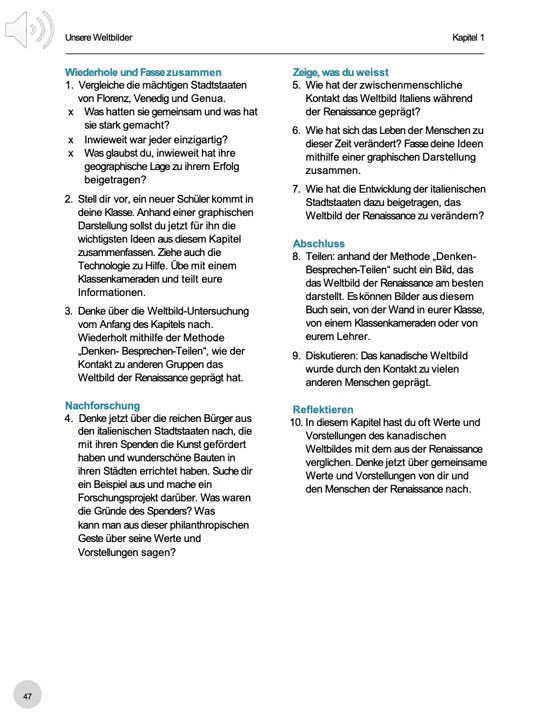 Unsere Weltbilder
Kapitel 1
Wiederhole und Fasse zusammen
1. Vergleiche die mächtigen Stadtstaaten
von Florenz, Venedig und Genua.
x Was hatten sie gemeinsam und was hat
sie stark gemacht?
x Inwieweit war jeder einzigartig?
x Was glaubst du, inwieweit hat ihre
geographische Lage zu ihrem Erfolg
beigetragen?
2. Stell dir vor, ein neuer Schüler kommt in
deine Klasse. Anhand einer graphischen
Darstellung sollst du jetzt für ihn die
wichtigsten Ideen aus diesem Kapitel
zusammenfassen. Ziehe auch die
Technologie zu Hilfe. Übe mit einem
Klassenkameraden und teilt eure
Informationen.
3. Denke über die Weltbild-Untersuchung
vom Anfang des Kapitels nach.
Wiederholt mithilfe der Methode
„Denken- Besprechen-Teilen“, wie der
Kontakt zu anderen Gruppen das
Weltbild der Renaissance geprägt hat.
Nachforschung
4. Denke jetzt über die reichen Bürger aus
den italienischen Stadtstaaten nach, die
mit ihren Spenden die Kunst gefördert
haben und wunderschöne Bauten in
ihren Städten errichtet haben. Suche dir
ein Beispiel aus und mache ein
Forschungsprojekt darüber. Was waren
die Gründe des Spenders? Was
kann man aus dieser philanthropischen
Geste über seine Werte und
Vorstellungen sagen?
Zeige, was du weisst
5. Wie hat der zwischenmenschliche
Kontakt das Weltbild Italiens während
der Renaissance geprägt?
6. Wie hat sich das Leben der Menschen zu
dieser Zeit verändert? Fasse deine Ideen
mithilfe einer graphischen Darstellung
zusammen.
7. Wie hat die Entwicklung der italienischen
Stadtstaaten dazu beigetragen, das
Weltbild der Renaissance zu verändern?
Abschluss
8. Teilen: anhand der Methode „Denken-
Besprechen-Teilen“ sucht ein Bild, das
das Weltbild der Renaissance am besten
darstellt. Es können Bilder aus diesem
Buch sein, von der Wand in eurer Klasse,
von einem Klassenkameraden oder von
eurem Lehrer.
9. Diskutieren: Das kanadische Weltbild
wurde durch den Kontakt zu vielen
anderen Menschen geprägt.
Reflektieren
10. In diesem Kapitel hast du oft Werte und
Vorstellungen des kanadischen
Weltbildes mit dem aus der Renaissance
verglichen. Denke jetzt über gemeinsame
Werte und Vorstellungen von dir und
den Menschen der Renaissance nach.
47